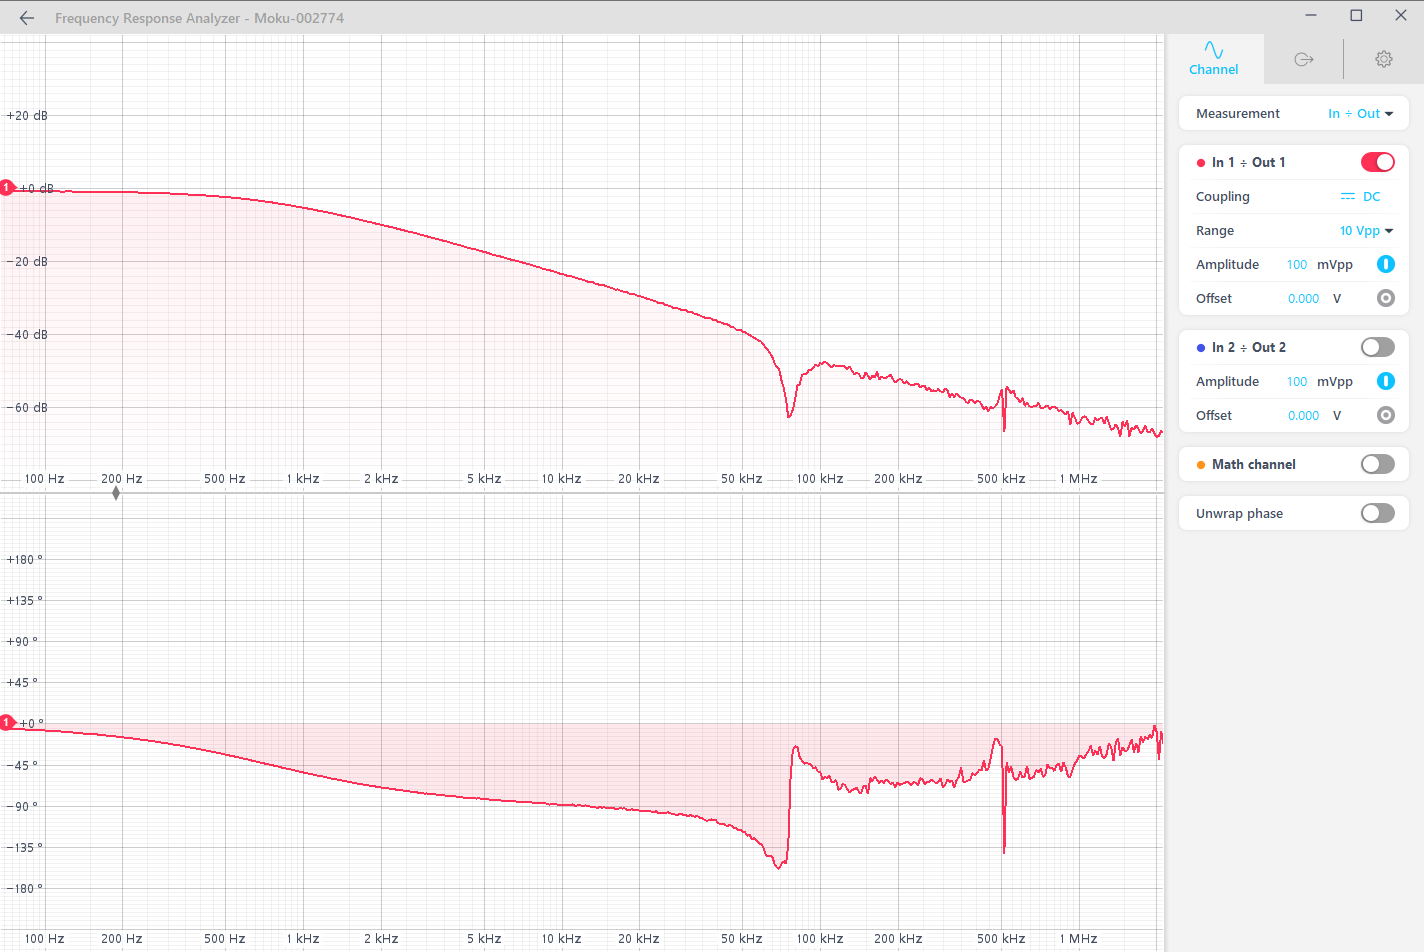 Frequency Response Analyzer - Moku-002774
+20 dB
1 +0 dB
−20 dB
−40 dB
−60 dB
100 Hz 200 Hz 500 Hz 1 kHz 2 kHz 5 kHz 10 kHz 20 kHz 50 kHz 100 kHz 200 kHz 500 kHz 1 MHz
+180 °
+135 °
+90 °
+45 °
1 +0 °
−45 °
−90 °
−135 °
−180 °
100 Hz 200 Hz 500 Hz 1 kHz 2 kHz 5 kHz 10 kHz 20 kHz 50 kHz 100 kHz 200 kHz 500 kHz 1 MHz
Channel
Measurement In ÷ Out
In 1 ÷ Out 1
Coupling DC
Range 10 Vpp
Amplitude 100 mVpp
Offset 0.000 V
In 2 ÷ Out 2
Amplitude 100 mVpp
Offset 0.000 V
Math channel
Unwrap phase